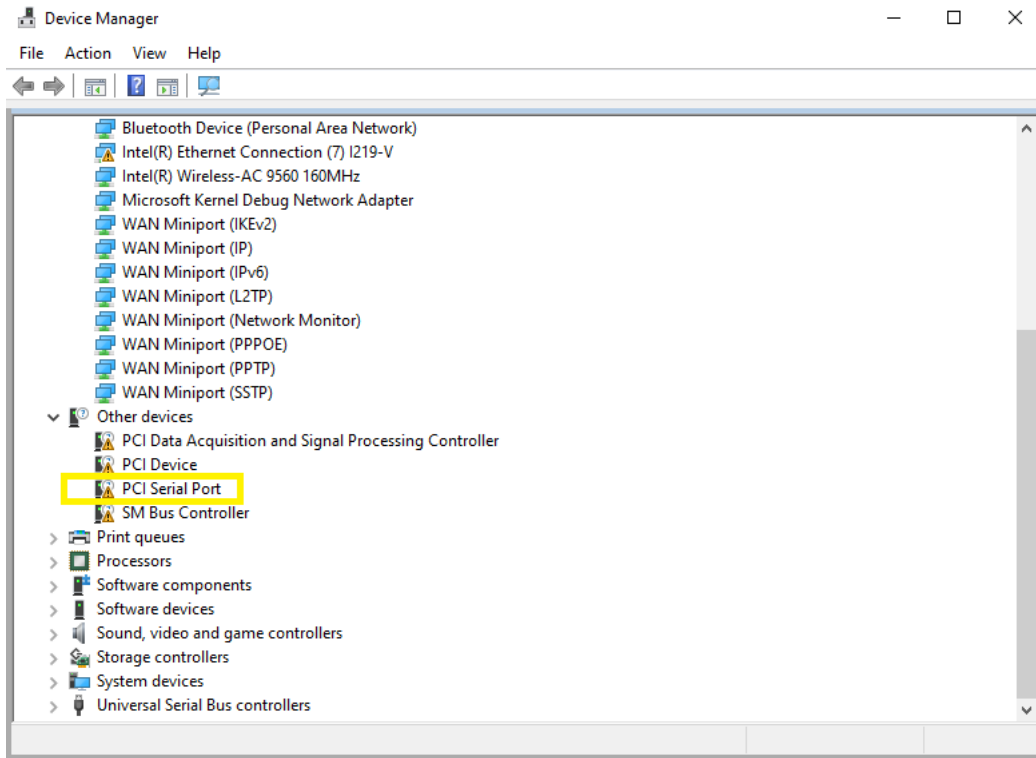 Device Manager
File Action View Help
Bluetooth Device (Personal Area Network)
Intel(R) Ethernet Connection (7) I219-V
Intel(R) Wireless-AC 9560 160MHz
Microsoft Kernel Debug Network Adapter
WAN Miniport (IKEv2)
WAN Miniport (IP)
WAN Miniport (IPv6)
WAN Miniport (L2TP)
WAN Miniport (Network Monitor)
WAN Miniport (PPPOE)
WAN Miniport (PPTP)
WAN Miniport (SSTP)
Other devices
PCI Data Acquisition and Signal Processing Controller
PCI Device
PCI Serial Port
SM Bus Controller
Print queues
Processors
Software components
Software devices
Sound, video and game controllers
Storage controllers
System devices
Universal Serial Bus controllers